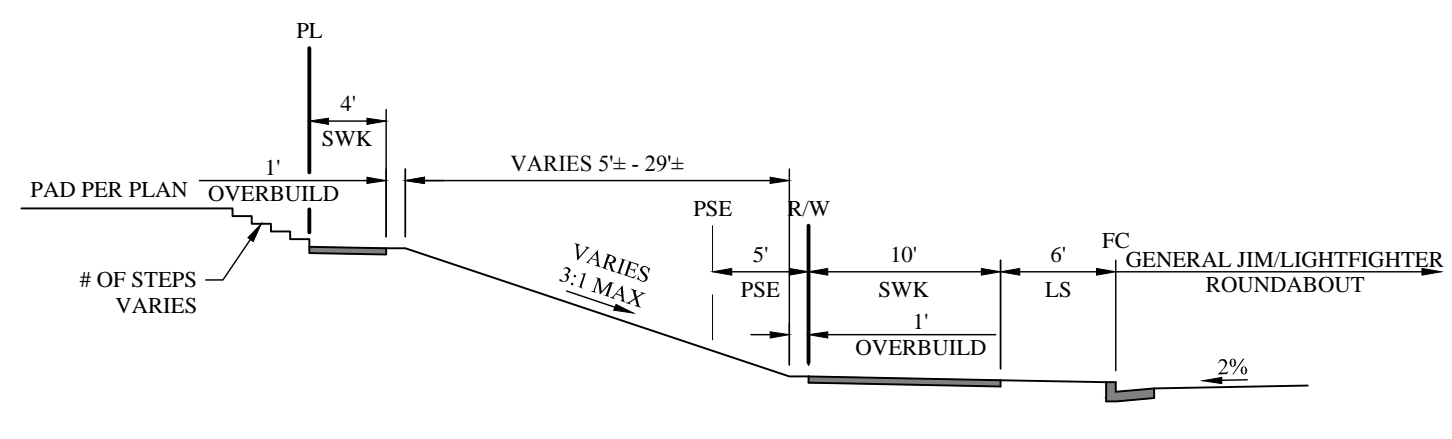 PL
4'
SWK
1'
OVERBUILD
PAD PER PLAN
VARIES 5'± - 29'±
# OF STEPS
VARIES
VARIES
3:1 MAX
PSE
R/W
5'
PSE
10'
SWK
6'
LS
FC
GENERAL JIM/LIGHTFIGHTER
ROUNDABOUT
1'
OVERBUILD
2%